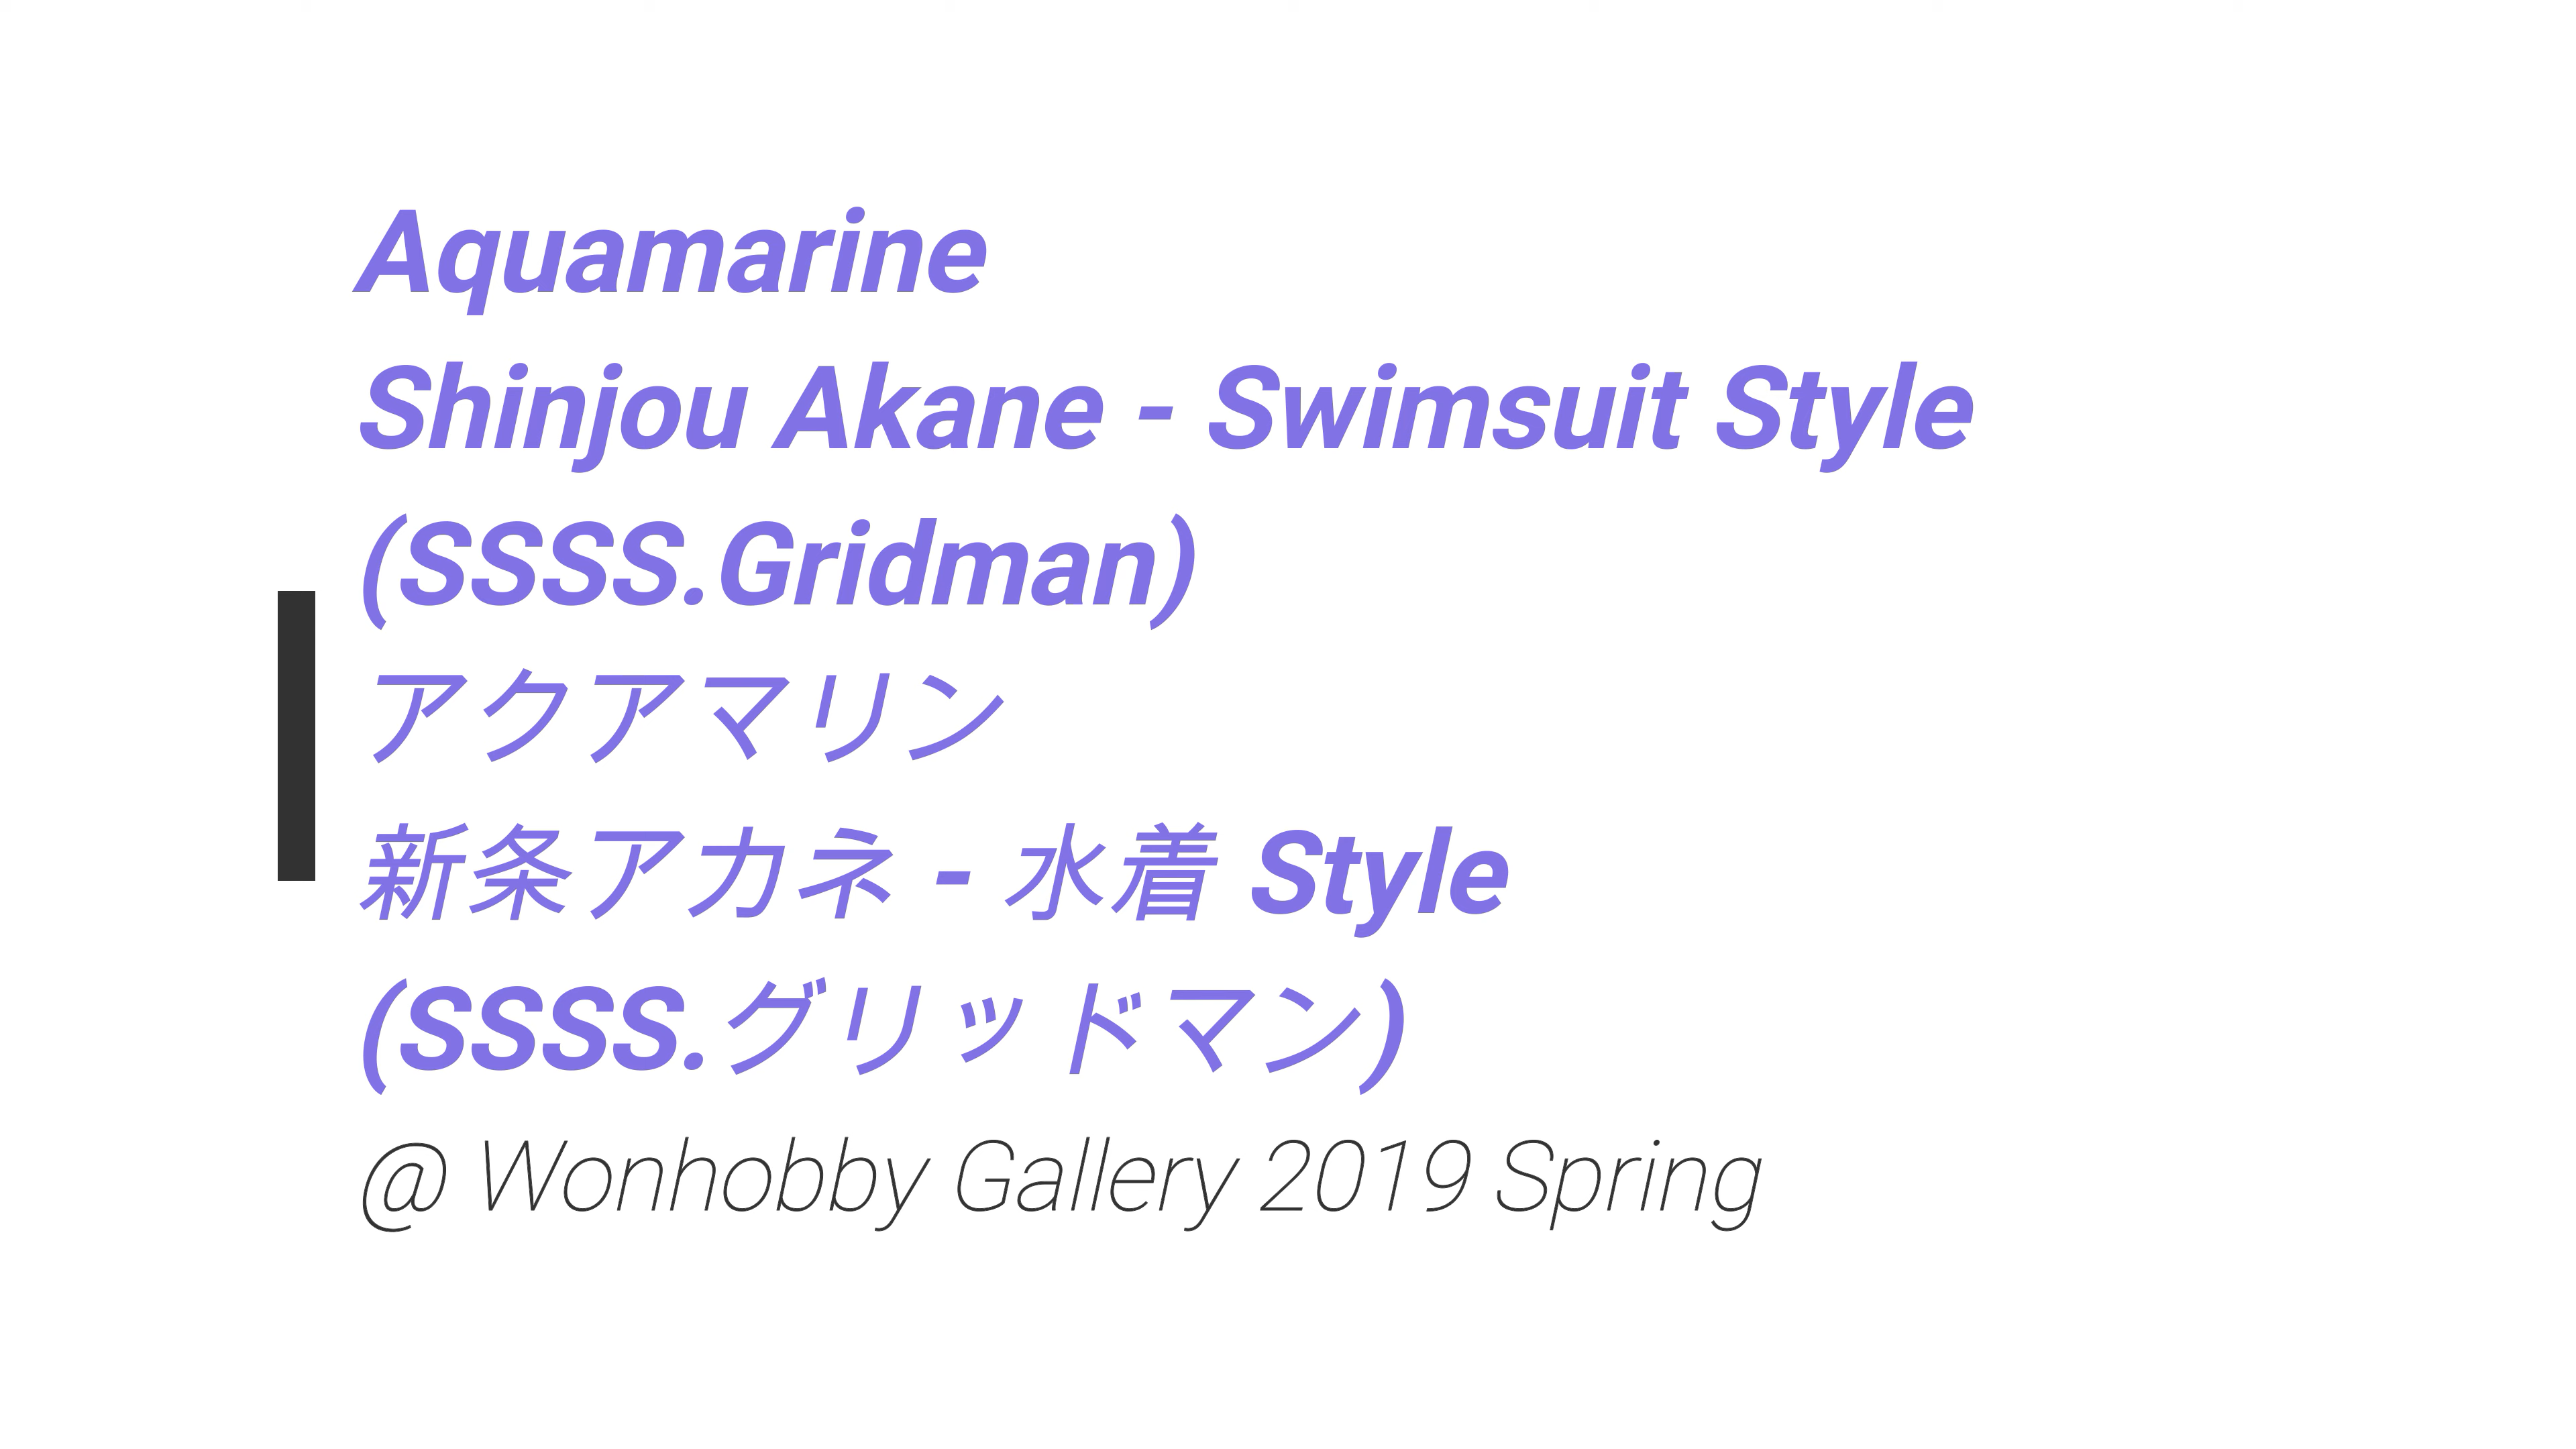 Aquamarine
Shinjou Akane - Swimsuit Style
(SSSS.Gridman)
アクアマリン
新条アカネ - 水着 Style
(SSSS.グリッドマン)
@ Wonhobby Gallery 2019 Spring